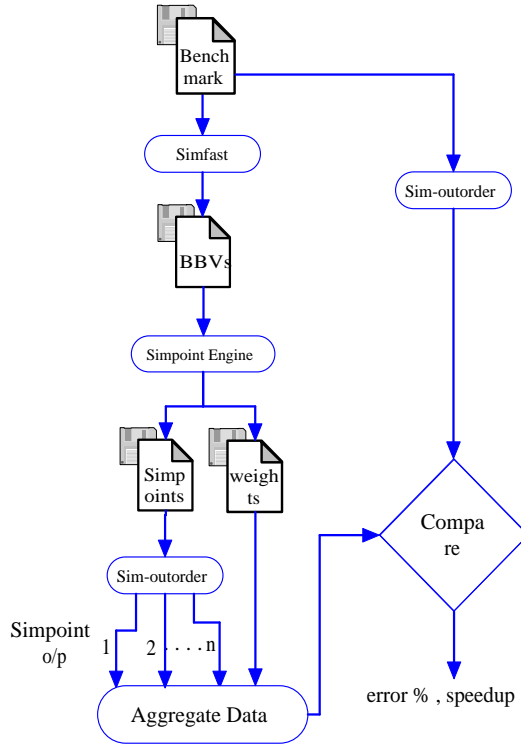 Bench
mark
Simfast
Sim-outorder
BBVs
Simpoint Engine
Simp
oints
weigh
ts
Compa
re
Sim-outorder
Simpoint
o/p
1 2 . . . . n
error % , speedup
Aggregate Data